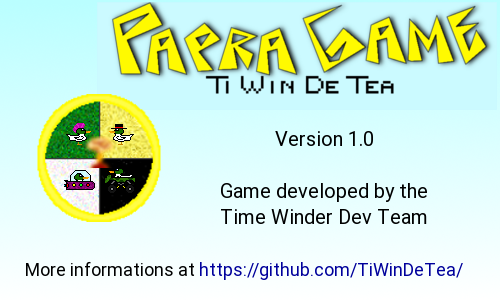 PAPRA GAME
TI WIN DE TEA
Version 1.0
Game developed by the
Time Winder Dev Team
More informations at https://github.com/TiWinDeTea/